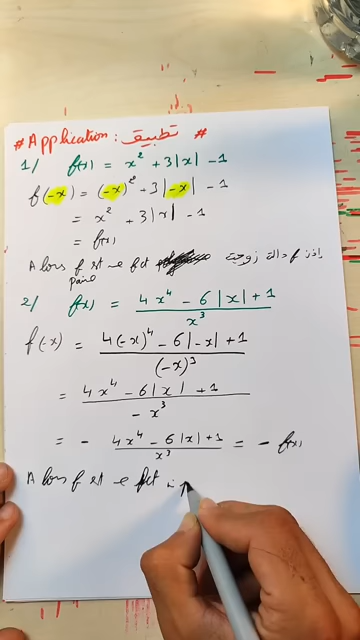 # Application : تطبيق #
1/ f(x) = x² + 3|x| - 1
f(-x) = (-x)² + 3|-x| - 1
= x² + 3|x| - 1
= f(x)
Alors f st une fct paire إذن f دالة زوجية
2/ f(x) = (4x⁴ - 6|x| + 1) / x³
f(-x) = (4(-x)⁴ - 6|-x| + 1) / (-x)³
= (4x⁴ - 6|x| + 1) / -x³
= - (4x⁴ - 6|x| + 1) / x³ = - f(x)
Alors f st une fct